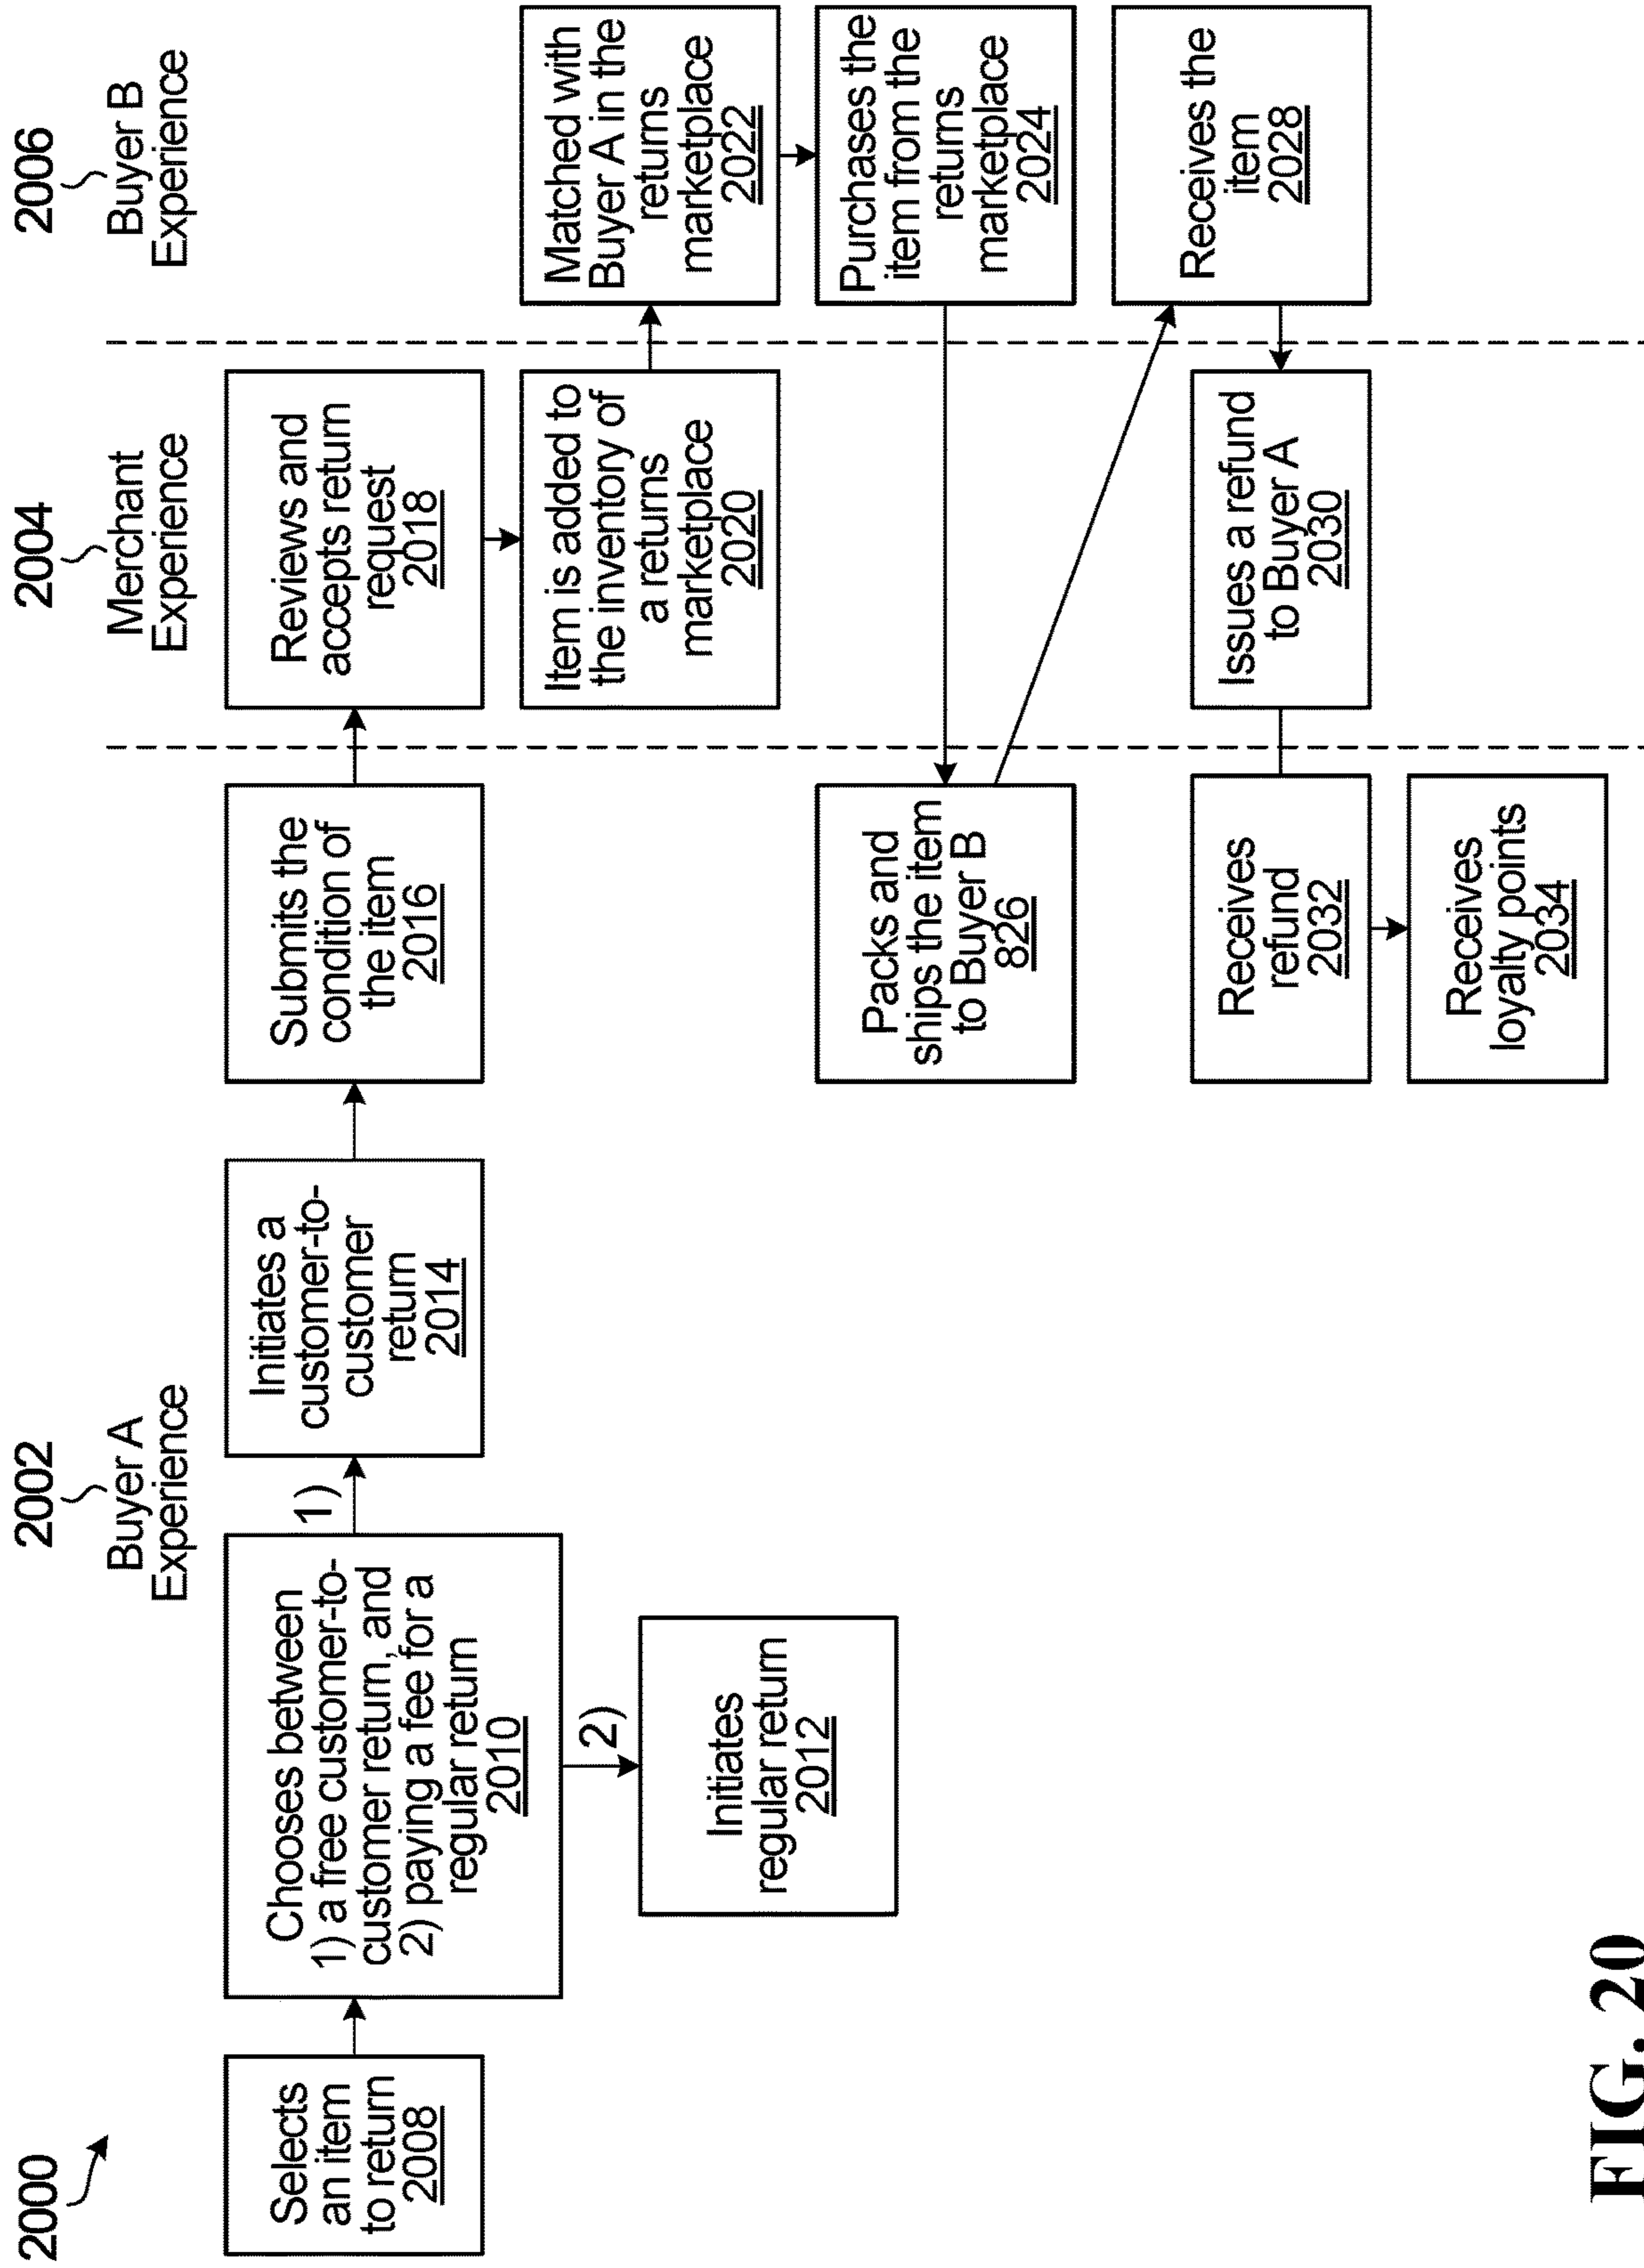 2000
2002
Buyer A
Experience
2004
Merchant
Experience
2006
Buyer B
Experience
Selects
an item
to return
2008
Chooses between
1) a free customer-to-
customer return, and
2) paying a fee for a
regular return
2010
1)
2)
Initiates
regular return
2012
Initiates a
customer-to-
customer
return
2014
Submits the
condition of
the item
2016
Reviews and
accepts return
request
2018
Item is added to
the inventory of
a returns
marketplace
2020
Matched with
Buyer A in the
returns
marketplace
2022
Purchases the
item from the
returns
marketplace
2024
Packs and
ships the item
to Buyer B
826
Receives the
item
2028
Issues a refund
to Buyer A
2030
Receives
refund
2032
Receives
loyalty points
2034
FIG. 20